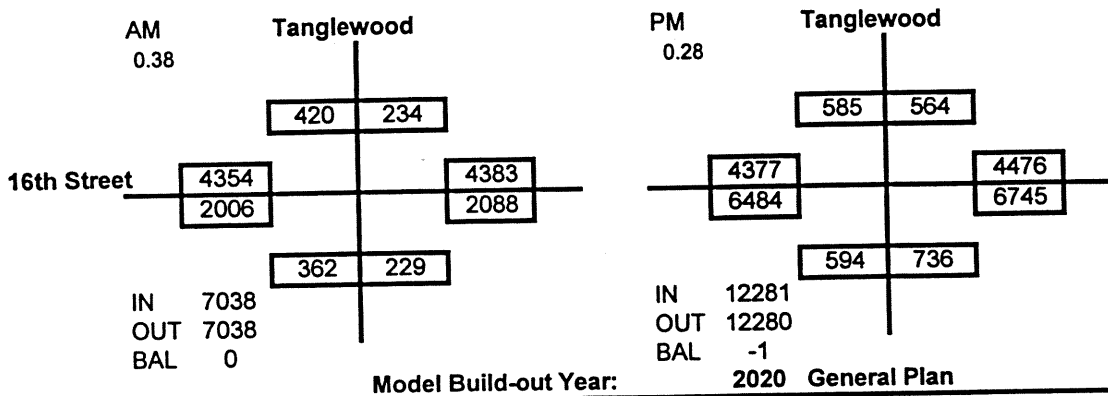 AM Tanglewood PM Tanglewood
0.38 0.28
420 234 585 564
16th Street 4354 4383 4377 4476
2006 2088 6484 6745
362 229 594 736
IN 7038 IN 12281
OUT 7038 OUT 12280
BAL 0 BAL -1
Model Build-out Year: 2020 General Plan